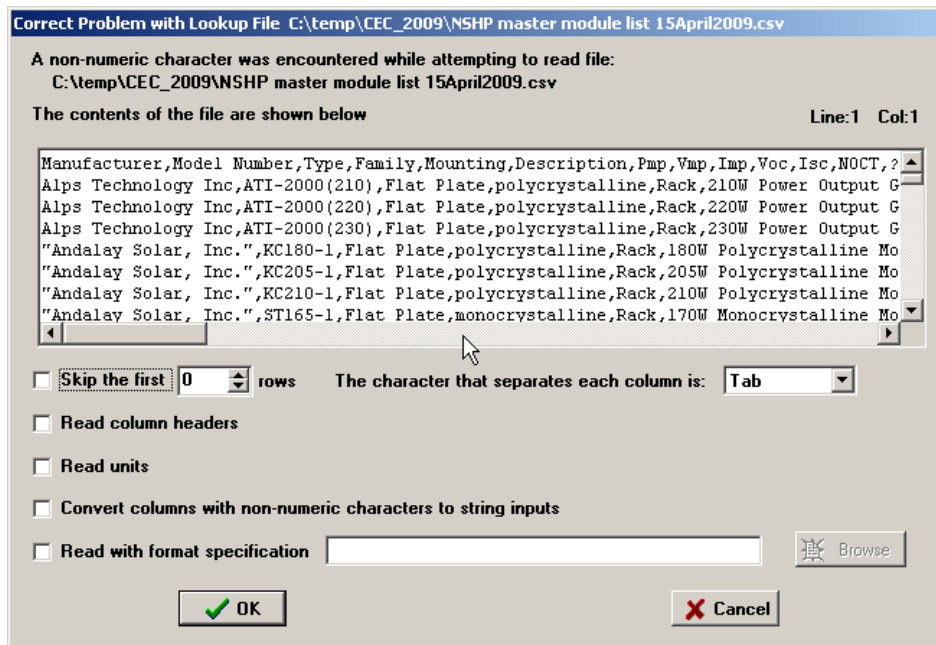 Correct Problem with Lookup File C:\temp\CEC_2009\NSHP master module list 15April2009.csv
A non-numeric character was encountered while attempting to read file:
C:\temp\CEC_2009\NSHP master module list 15April2009.csv
The contents of the file are shown below Line:1 Col:1
Manufacturer,Model Number,Type,Family,Mounting,Description,Pmp,Vmp,Imp,Voc,Isc,NOCT,?
Alps Technology Inc,ATI-2000(210),Flat Plate,polycrystalline,Rack,210W Power Output G
Alps Technology Inc,ATI-2000(220),Flat Plate,polycrystalline,Rack,220W Power Output G
Alps Technology Inc,ATI-2000(230),Flat Plate,polycrystalline,Rack,230W Power Output G
"Andalay Solar, Inc.",KC180-1,Flat Plate,polycrystalline,Rack,180W Polycrystalline Mo
"Andalay Solar, Inc.",KC205-1,Flat Plate,polycrystalline,Rack,205W Polycrystalline Mo
"Andalay Solar, Inc.",KC210-1,Flat Plate,polycrystalline,Rack,210W Polycrystalline Mo
"Andalay Solar, Inc.",ST165-1,Flat Plate,monocrystalline,Rack,170W Monocrystalline Mo
Skip the first 0 rows The character that separates each column is: Tab
Read column headers
Read units
Convert columns with non-numeric characters to string inputs
Read with format specification Browse
OK Cancel